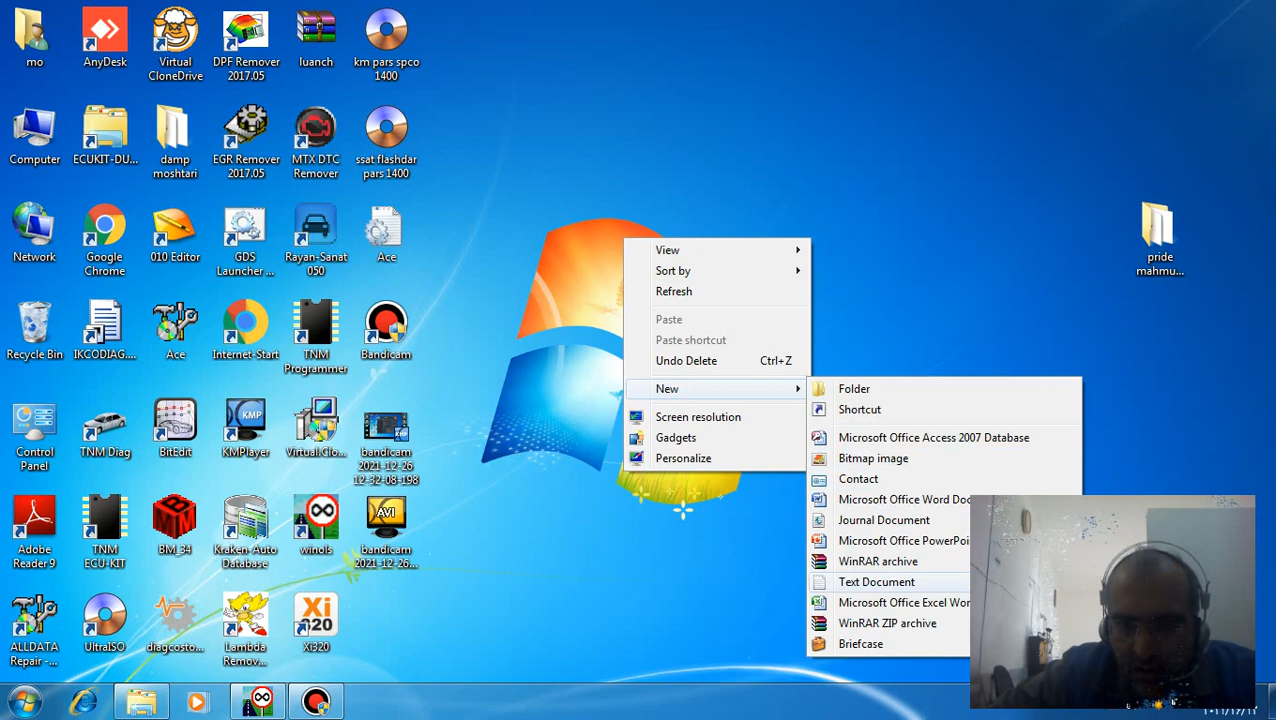 mo
AnyDesk
Virtual
CloneDrive
DPF Remover
2017.05
luanch
km pars spco
1400
Computer
ECUKIT-DU...
damp
moshtari
EGR Remover
2017.05
MTX DTC
Remover
ssat flashdar
pars 1400
Network
Google
Chrome
010 Editor
GDS
Launcher ...
Rayan-Sanat
050
Ace
pride
mahmu...
Recycle Bin
IKCODIAG....
Ace
Internet-Start
TNM
Programmer
Bandicam
Control
Panel
TNM Diag
BitEdit
KMP
KMPlayer
Virtual.Clo...
KMP
bandicam
2021-12-26
12-32-08-198
Adobe
Reader 9
TNM
ECU-KIT
BM
BIM_34
Kraken-Auto
Database
winols
AVI
bandicam
2021-12-26...
ALLDATA
Repair -...
UltraISO
diagcosto...
Lambda
Remov...
Xi
320
Xi320
View
Sort by
Refresh
Paste
Paste shortcut
Undo Delete Ctrl+Z
New
Screen resolution
Gadgets
Personalize
Folder
Shortcut
Microsoft Office Access 2007 Database
Bitmap image
Contact
Microsoft Office Word Doc
Journal Document
Microsoft Office PowerPoi
WinRAR archive
Text Document
Microsoft Office Excel Wor
WinRAR ZIP archive
Briefcase